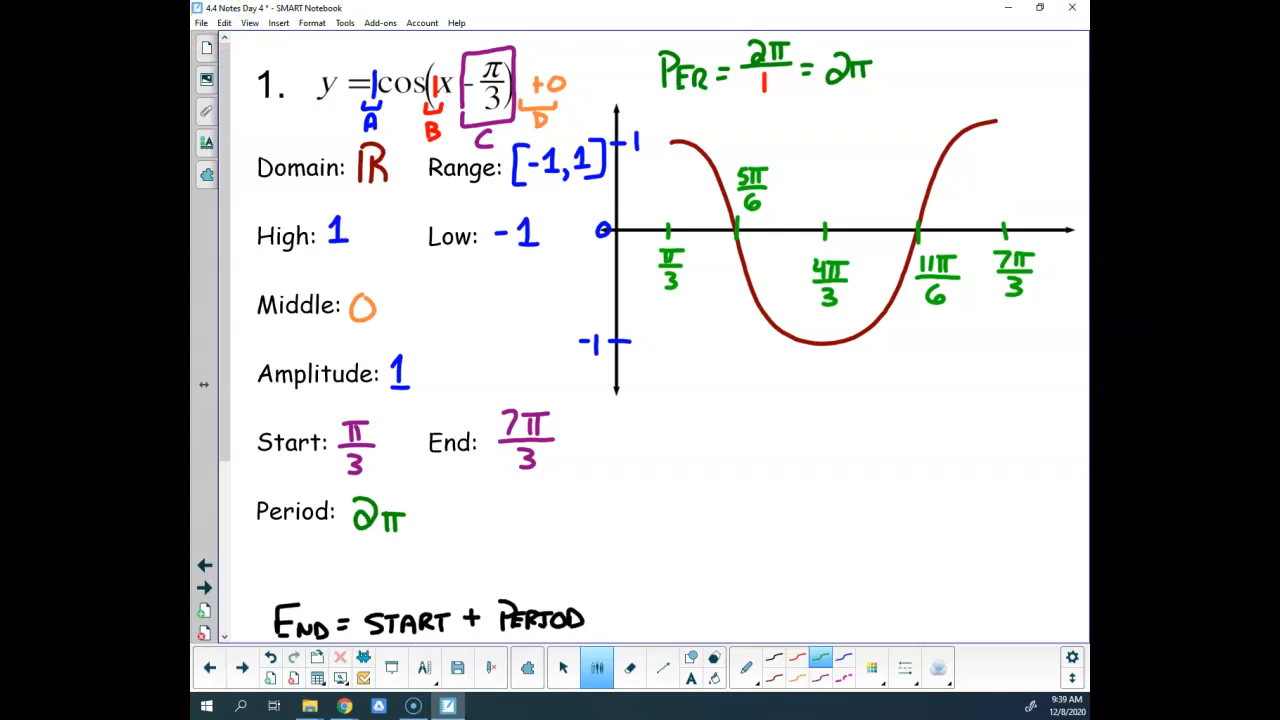 4.4 Notes Day 4 * - SMART Notebook
File Edit View Insert Format Tools Add-ons Account Help
1. y = 1cos(1x - π/3) +0
A B C D
PER = 2π/1 = 2π
Domain: ℝ Range: [-1,1]
High: 1 Low: -1
Middle: 0
Amplitude: 1
Start: π/3 End: 7π/3
Period: 2π
END = START + PERIOD
1
0
-1
π/3 5π/6 4π/3 11π/6 7π/3
9:39 AM
12/8/2020